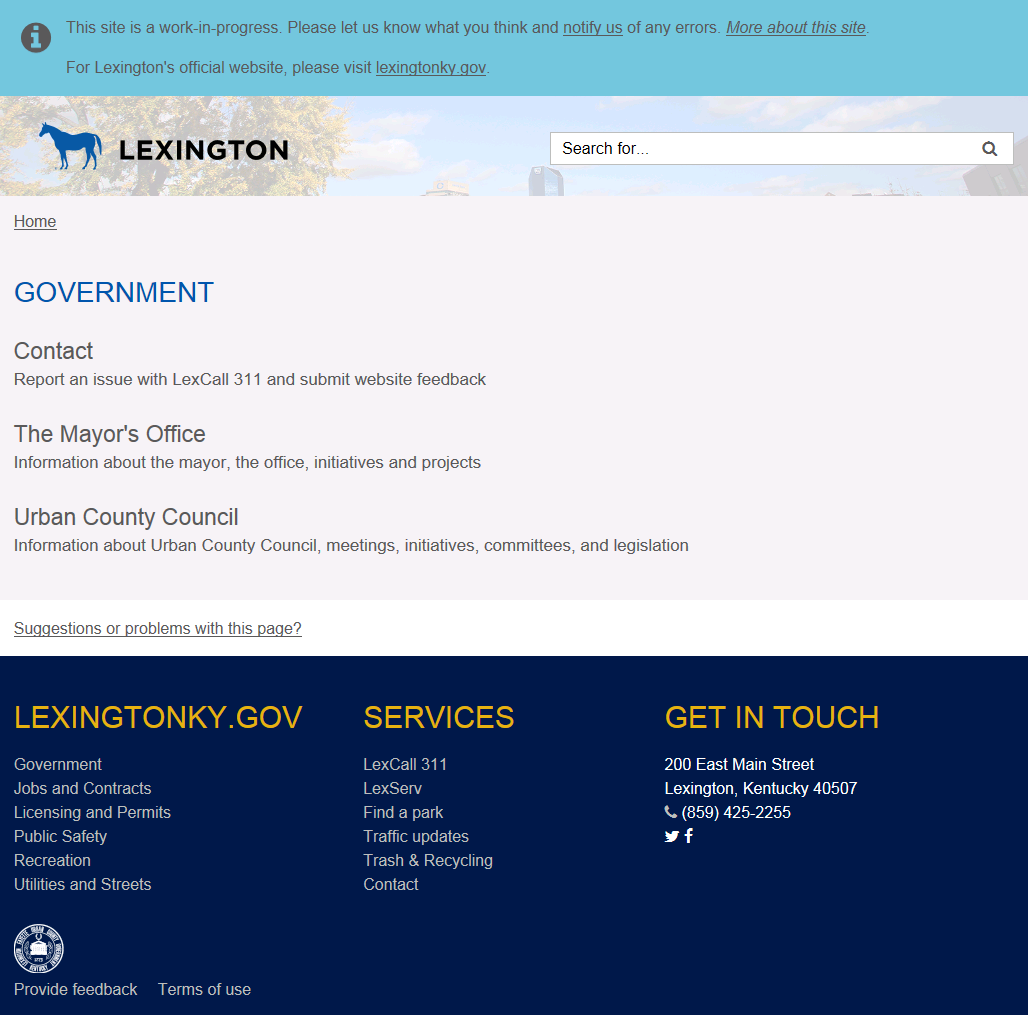 This site is a work-in-progress. Please let us know what you think and notify us of any errors. More about this site.
For Lexington's official website, please visit lexingtonky.gov.
LEXINGTON
Search for...
Home
GOVERNMENT
Contact
Report an issue with LexCall 311 and submit website feedback
The Mayor's Office
Information about the mayor, the office, initiatives and projects
Urban County Council
Information about Urban County Council, meetings, initiatives, committees, and legislation
Suggestions or problems with this page?
LEXINGTONKY.GOV
Government
Jobs and Contracts
Licensing and Permits
Public Safety
Recreation
Utilities and Streets
SERVICES
LexCall 311
LexServ
Find a park
Traffic updates
Trash & Recycling
Contact
GET IN TOUCH
200 East Main Street
Lexington, Kentucky 40507
(859) 425-2255
Provide feedback
Terms of use